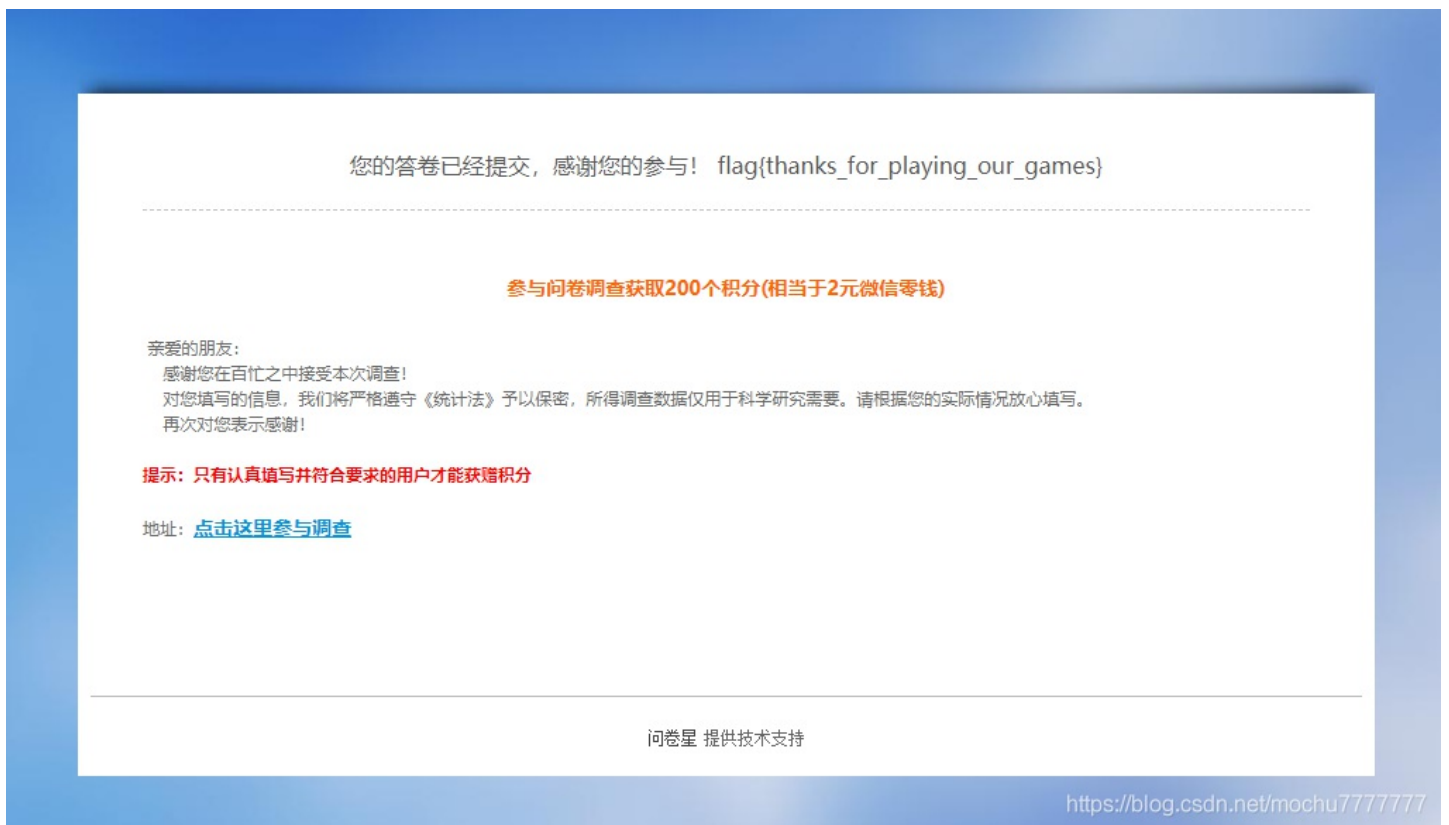 您的答卷已经提交，感谢您的参与！ flag{thanks_for_playing_our_games}
参与问卷调查获取200个积分(相当于2元微信零钱)
亲爱的朋友：
感谢您在百忙之中接受本次调查！
对您填写的信息，我们将严格遵守《统计法》予以保密，所得调查数据仅用于科学研究需要。请根据您的实际情况放心填写。
再次对您表示感谢！
提示：只有认真填写并符合要求的用户才能获赠积分
地址：点击这里参与调查
问卷星 提供技术支持
https://blog.csdn.net/mochu7777777